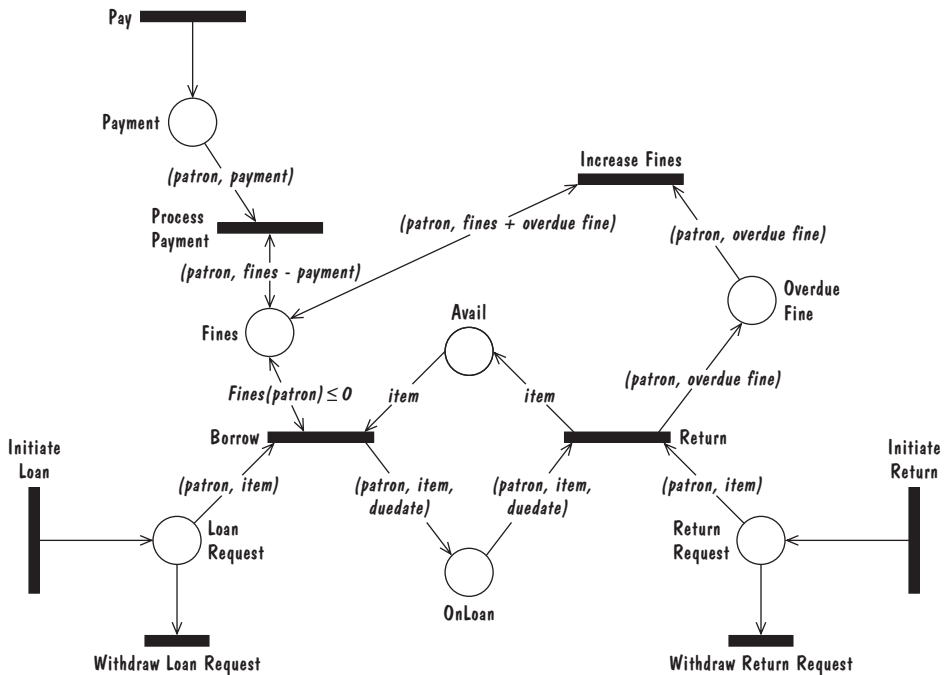 Pay
Payment
(patron, payment)
Increase Fines
Process
Payment
(patron, fines + overdue fine)
(patron, overdue fine)
(patron, fines - payment)
Overdue
Fine
Avail
Fines
(patron, overdue fine)
Fines(patron) ≤ 0
item
item
Borrow
Return
Initiate
Loan
Initiate
Return
(patron, item)
(patron, item,
duedate)
(patron, item,
duedate)
(patron, item)
Loan
Request
Return
Request
OnLoan
Withdraw Loan Request
Withdraw Return Request